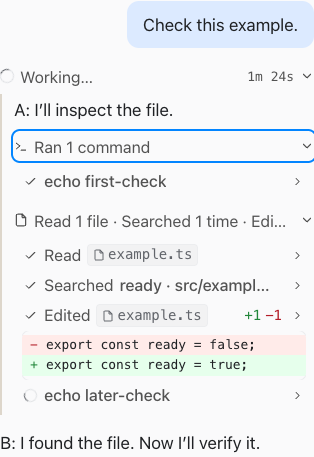 Check this example.
Working... 1m 24s
A: I’ll inspect the file.
Ran 1 command
echo first-check
Read 1 file · Searched 1 time · Edi...
Read example.ts
Searched ready · src/exampl...
Edited example.ts +1 −1
− export const ready = false;
+ export const ready = true;
echo later-check
B: I found the file. Now I’ll verify it.